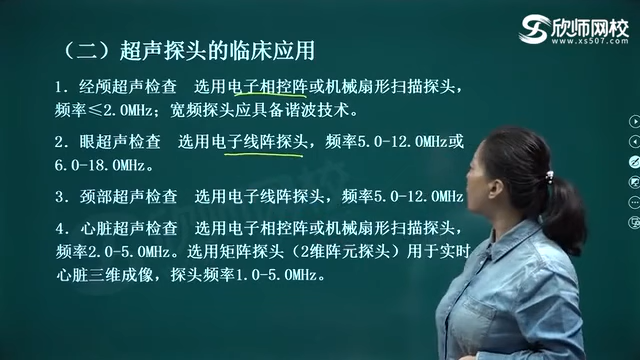 欣师网校
www.xs507.com
（二）超声探头的临床应用
1．经颅超声检查 选用电子相控阵或机械扇形扫描探头，
频率≤2.0MHz；宽频探头应具备谐波技术。
2．眼超声检查 选用电子线阵探头，频率5.0-12.0MHz或
6.0-18.0MHz。
3．颈部超声检查 选用电子线阵探头，频率5.0-12.0MHz
4．心脏超声检查 选用电子相控阵或机械扇形扫描探头，
频率2.0-5.0MHz。选用矩阵探头（2维阵元探头）用于实时
心脏三维成像，探头频率1.0-5.0MHz。